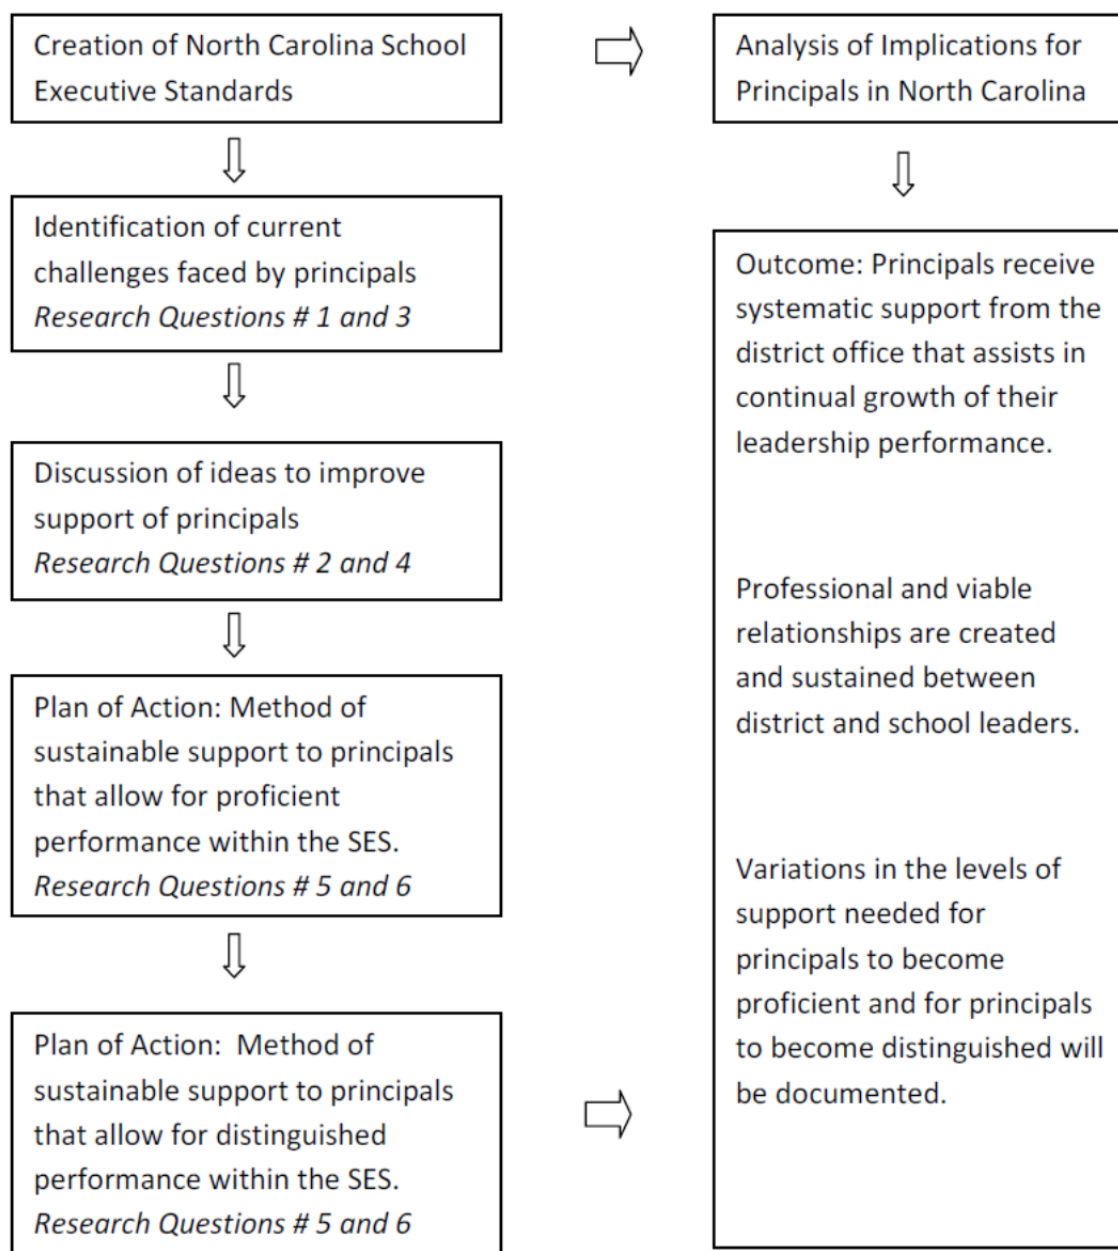 Creation of North Carolina School
Executive Standards
Identification of current
challenges faced by principals
Research Questions # 1 and 3
Discussion of ideas to improve
support of principals
Research Questions # 2 and 4
Plan of Action: Method of
sustainable support to principals
that allow for proficient
performance within the SES.
Research Questions # 5 and 6
Plan of Action:  Method of
sustainable support to principals
that allow for distinguished
performance within the SES.
Research Questions # 5 and 6
Analysis of Implications for
Principals in North Carolina
Outcome: Principals receive
systematic support from the
district office that assists in
continual growth of their
leadership performance.
Professional and viable
relationships are created
and sustained between
district and school leaders.
Variations in the levels of
support needed for
principals to become
proficient and for principals
to become distinguished will
be documented.